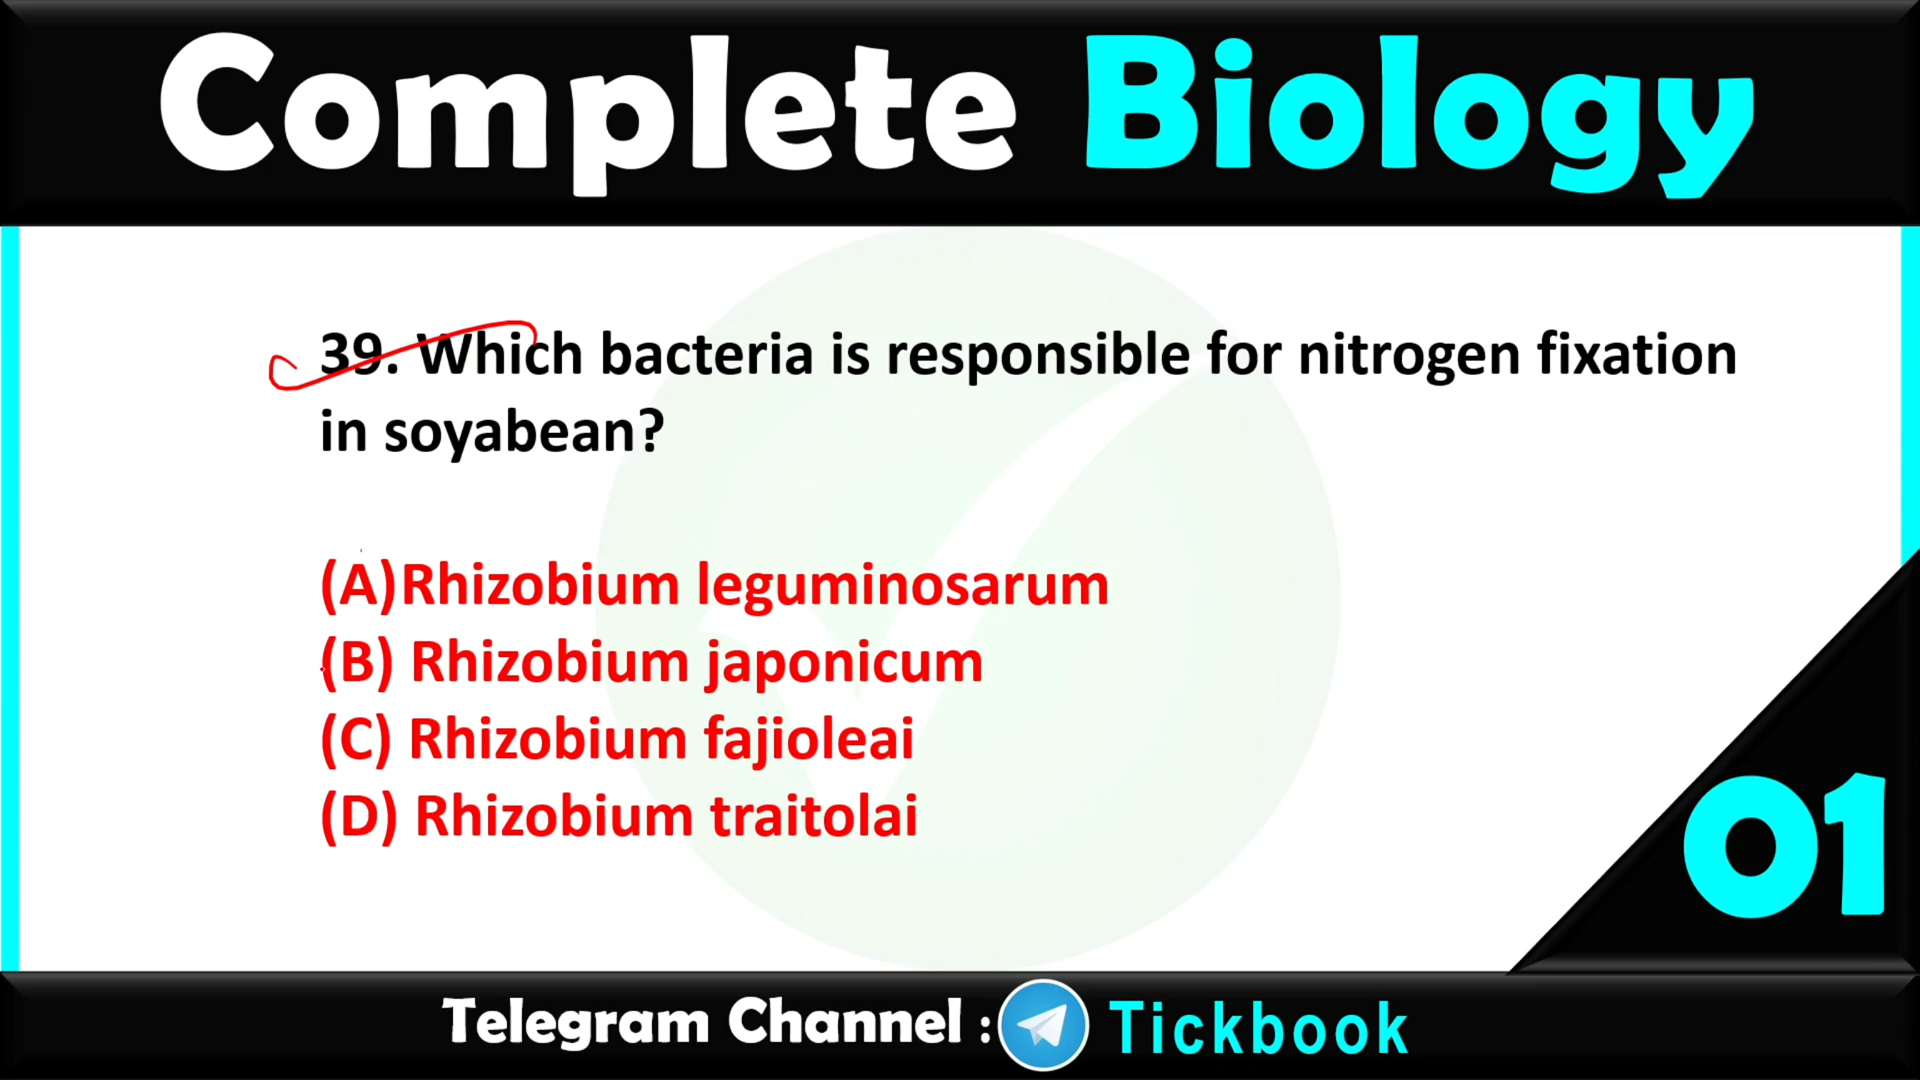 Complete Biology
39. Which bacteria is responsible for nitrogen fixation
in soyabean?
(A)Rhizobium leguminosarum
(B) Rhizobium japonicum
(C) Rhizobium fajioleai
(D) Rhizobium traitolai
01
Telegram Channel : Tickbook